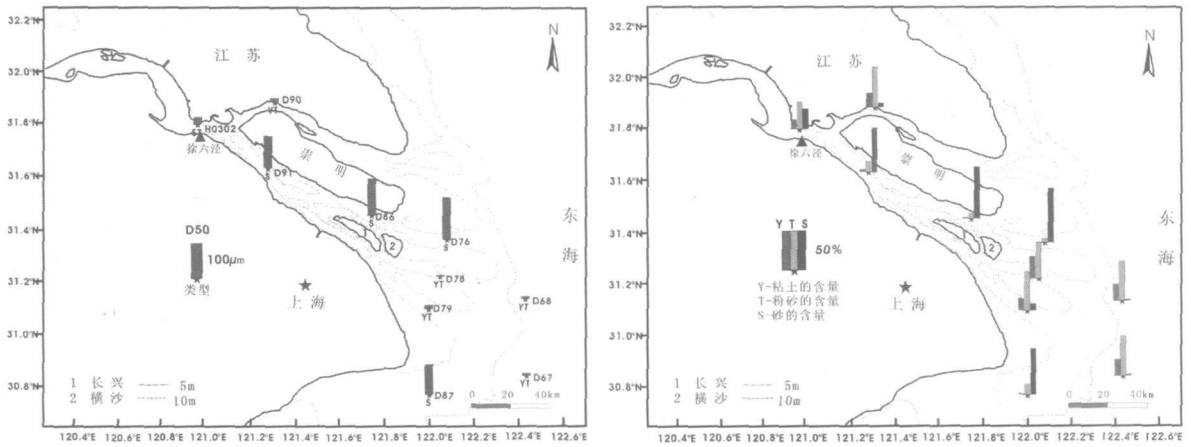 32.2°N
32.0°N
31.8°N
31.6°N
31.4°N
31.2°N
31.0°N
30.8°N
江 苏
N
D90
YT
H0302
ST
徐六泾
崇
明
D91
S
D86
S
D76
S
东
海
2
D50
100μm
类型
上海
D78
YT
D79
YT
D68
YT
D67
YT
D87
S
1 长 兴
2 横 沙
5m
10m
0 20 40km
120.4°E 120.6°E 120.8°E 121.0°E 121.2°E 121.4°E 121.6°E 121.8°E 122.0°E 122.2°E 122.4°E 122.6°E
32.2°N
32.0°N
31.8°N
31.6°N
31.4°N
31.2°N
31.0°N
30.8°N
江 苏
N
徐六泾
崇
明
东
海
2
Y T S
50%
Y-粘土的含量
T-粉砂的含量
S-砂的含量
上海
1 长 兴
2 横 沙
5m
10m
0 20 40km
120.4°E 120.6°E 120.8°E 121.0°E 121.2°E 121.4°E 121.6°E 121.8°E 122.0°E 122.2°E 122.4°E 122.6°E